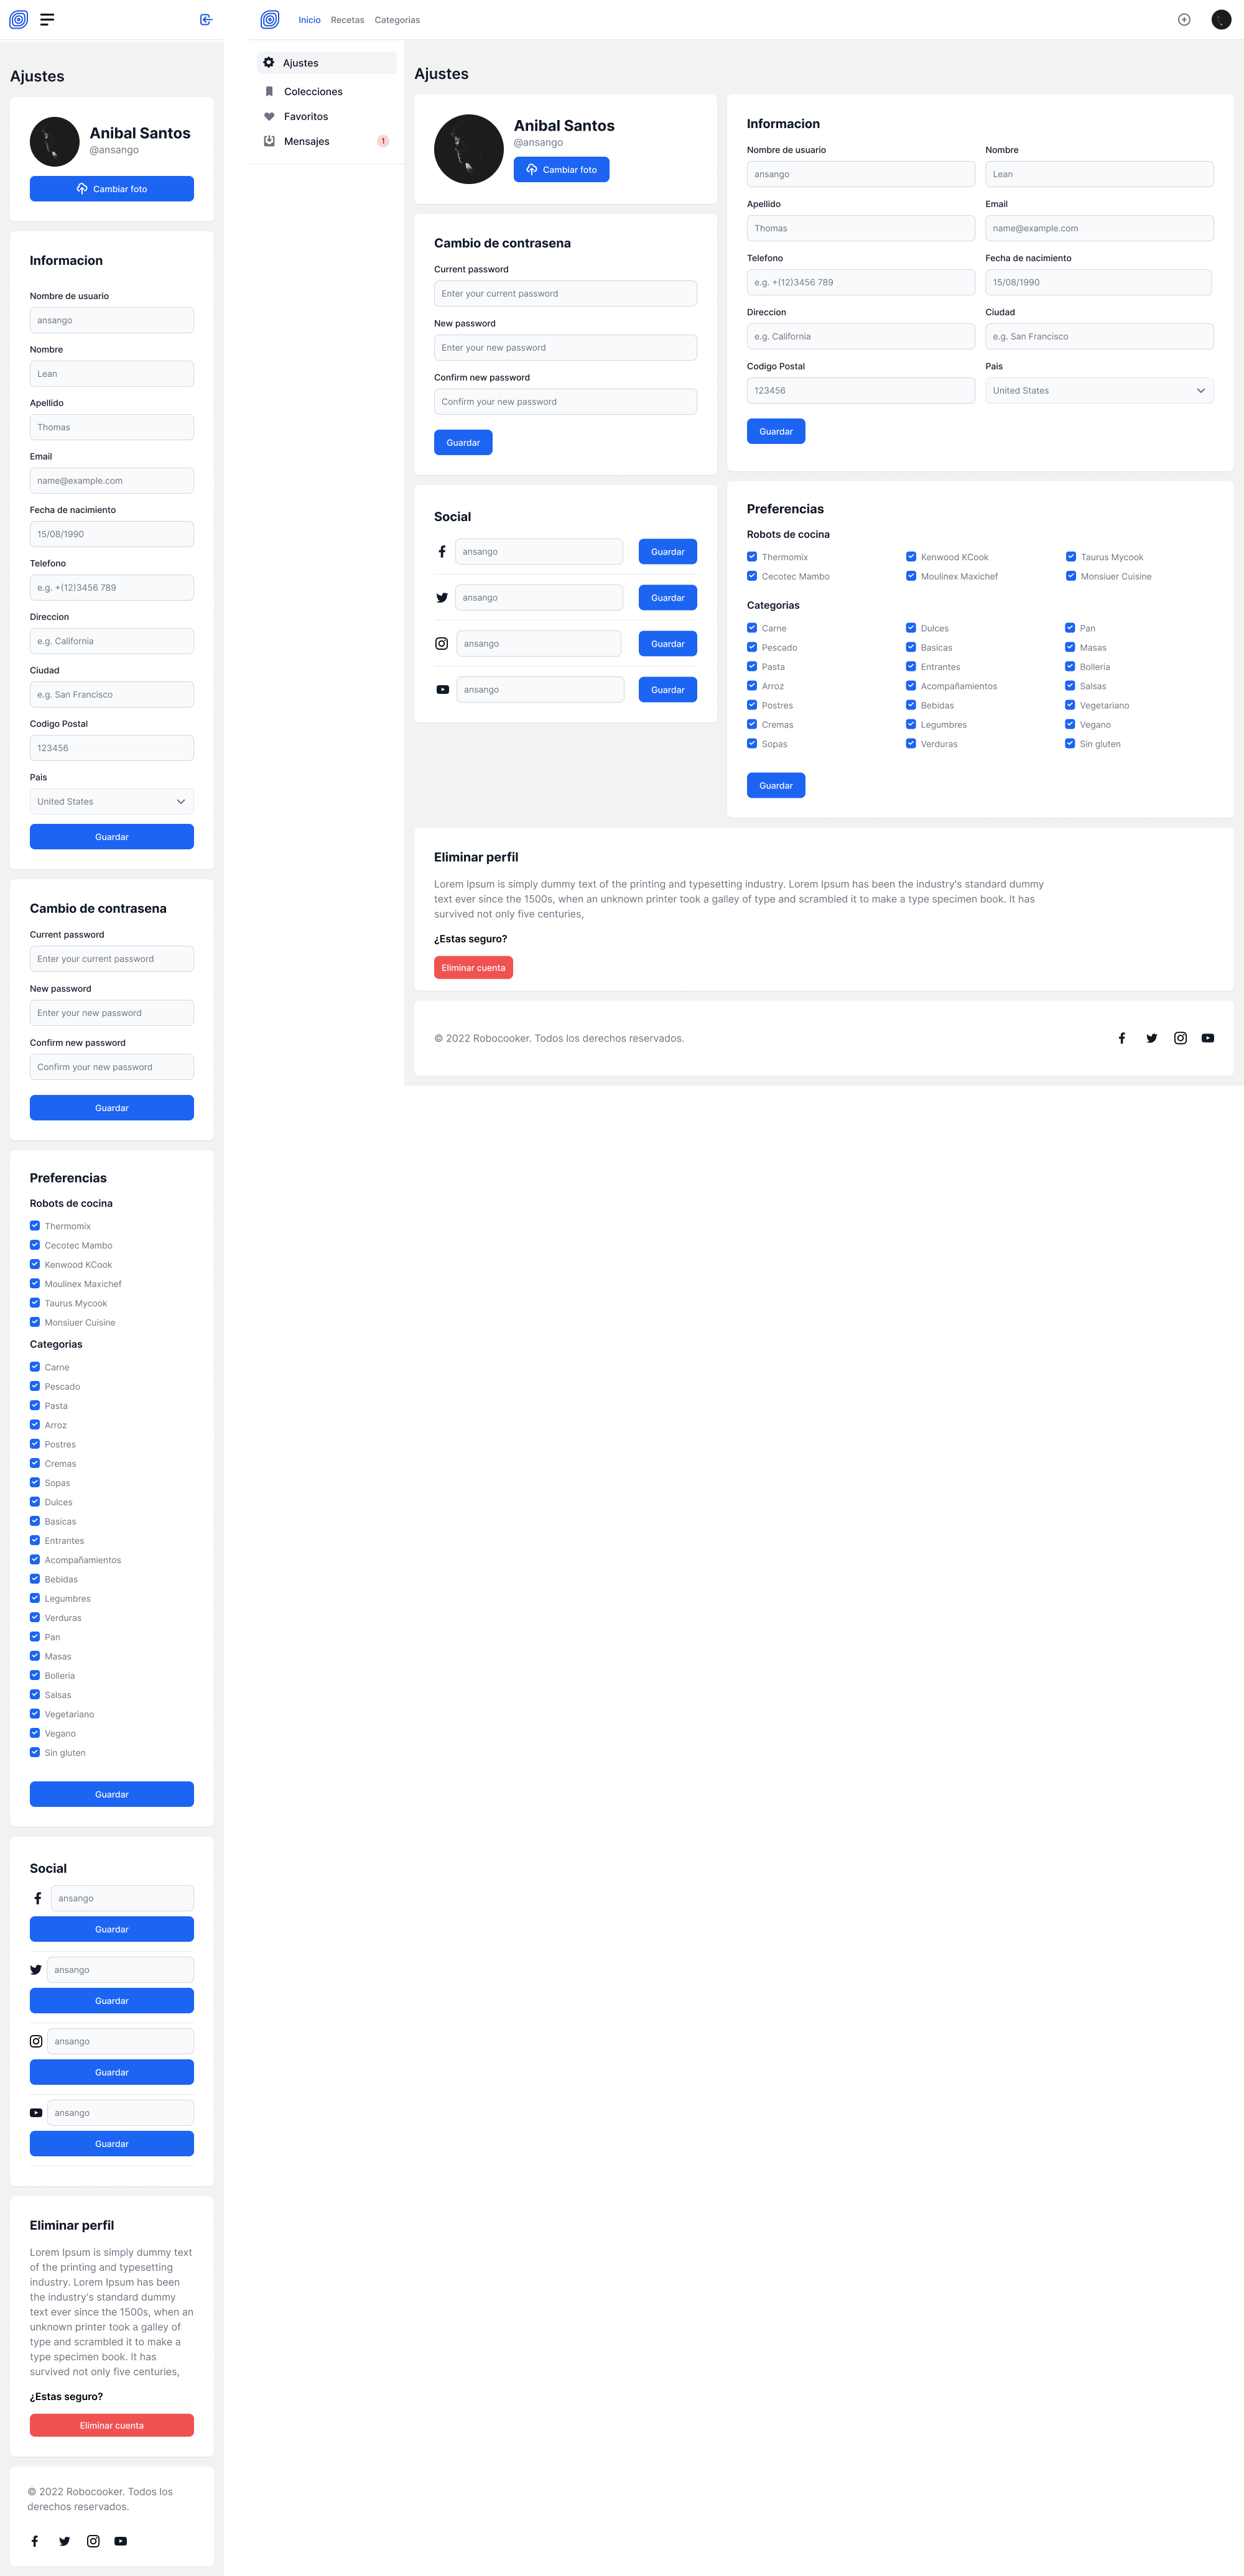 Ajustes
Anibal Santos
@ansango
Cambiar foto
Informacion
Nombre de usuario
ansango
Nombre
Lean
Apellido
Thomas
Email
name@example.com
Fecha de nacimiento
15/08/1990
Telefono
e.g. +(12)3456 789
Direccion
e.g. California
Ciudad
e.g. San Francisco
Codigo Postal
123456
Pais
United States
Guardar
Cambio de contrasena
Current password
Enter your current password
New password
Enter your new password
Confirm new password
Confirm your new password
Guardar
Preferencias
Robots de cocina
Thermomix
Cecotec Mambo
Kenwood KCook
Moulinex Maxichef
Taurus Mycook
Monsiuer Cuisine
Categorias
Carne
Pescado
Pasta
Arroz
Postres
Cremas
Sopas
Dulces
Basicas
Entrantes
Acompañamientos
Bebidas
Legumbres
Verduras
Pan
Masas
Bolleria
Salsas
Vegetariano
Vegano
Sin gluten
Guardar
Social
ansango
Guardar
ansango
Guardar
ansango
Guardar
ansango
Guardar
Eliminar perfil
Lorem Ipsum is simply dummy text
of the printing and typesetting
industry. Lorem Ipsum has been
the industry's standard dummy
text ever since the 1500s, when an
unknown printer took a galley of
type and scrambled it to make a
type specimen book. It has
survived not only five centuries,
¿Estas seguro?
Eliminar cuenta
© 2022 Robocooker. Todos los
derechos reservados.
Inicio Recetas Categorias
Ajustes
Colecciones
Favoritos
Mensajes 1
Ajustes
Anibal Santos
@ansango
Cambiar foto
Cambio de contrasena
Current password
Enter your current password
New password
Enter your new password
Confirm new password
Confirm your new password
Guardar
Social
ansango Guardar
ansango Guardar
ansango Guardar
ansango Guardar
Informacion
Nombre de usuario Nombre
ansango Lean
Apellido Email
Thomas name@example.com
Telefono Fecha de nacimiento
e.g. +(12)3456 789 15/08/1990
Direccion Ciudad
e.g. California e.g. San Francisco
Codigo Postal Pais
123456 United States
Guardar
Preferencias
Robots de cocina
Thermomix Kenwood KCook Taurus Mycook
Cecotec Mambo Moulinex Maxichef Monsiuer Cuisine
Categorias
Carne Dulces Pan
Pescado Basicas Masas
Pasta Entrantes Bolleria
Arroz Acompañamientos Salsas
Postres Bebidas Vegetariano
Cremas Legumbres Vegano
Sopas Verduras Sin gluten
Guardar
Eliminar perfil
Lorem Ipsum is simply dummy text of the printing and typesetting industry. Lorem Ipsum has been the industry's standard dummy
text ever since the 1500s, when an unknown printer took a galley of type and scrambled it to make a type specimen book. It has
survived not only five centuries,
¿Estas seguro?
Eliminar cuenta
© 2022 Robocooker. Todos los derechos reservados.